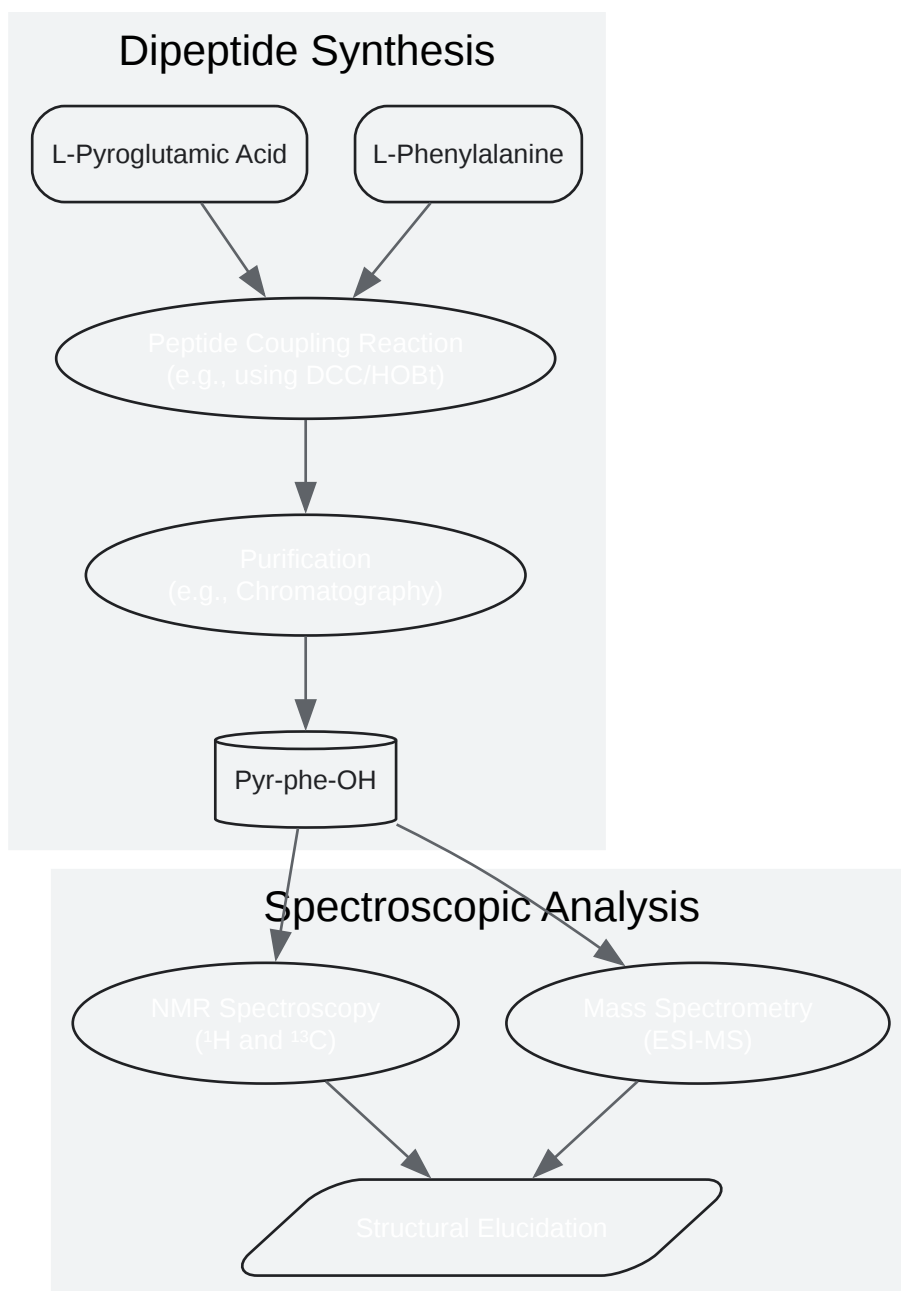 Dipeptide Synthesis
L-Pyroglutamic Acid
L-Phenylalanine
Peptide Coupling Reaction
(e.g., using DCC/HOBt)
Purification
(e.g., Chromatography)
Pyr-phe-OH
Spectroscopic Analysis
NMR Spectroscopy
(¹H and ¹³C)
Mass Spectrometry
(ESI-MS)
Structural Elucidation